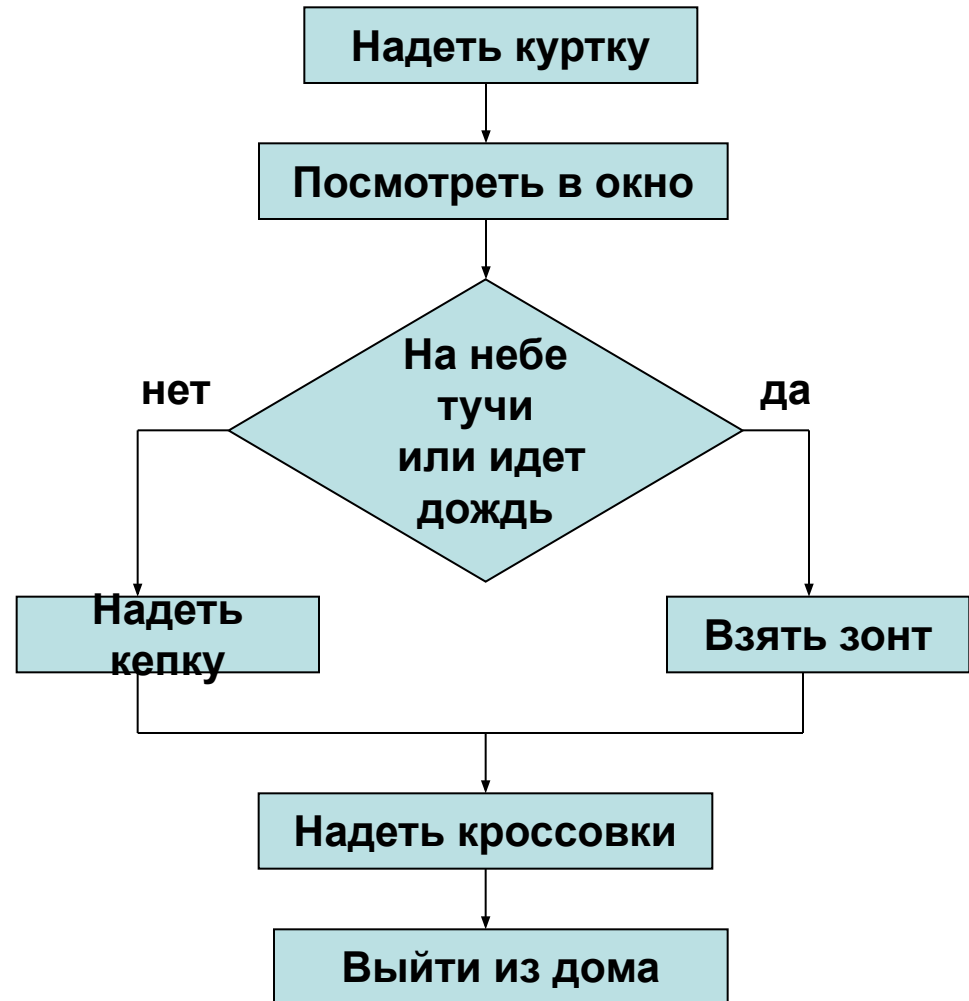 Надеть куртку
Посмотреть в окно
На небе
тучи
или идет
дождь
нет
да
Надеть
кепку
Взять зонт
Надеть кроссовки
Выйти из дома